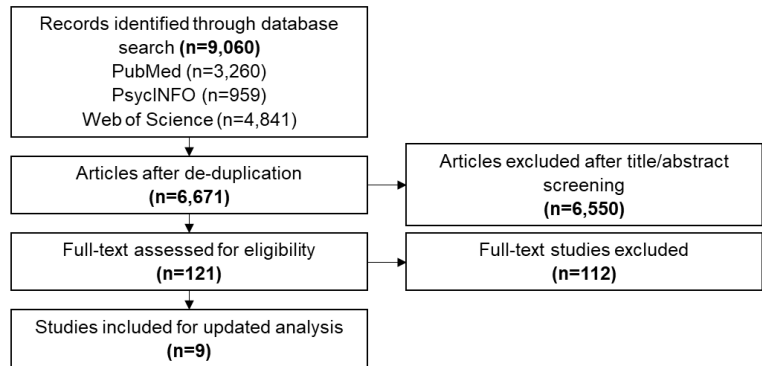 Records identified through database
search (n=9,060)
PubMed (n=3,260)
PsycINFO (n=959)
Web of Science (n=4,841)
Articles after de-duplication
(n=6,671)
Articles excluded after title/abstract
screening
(n=6,550)
Full-text assessed for eligibility
(n=121)
Full-text studies excluded
(n=112)
Studies included for updated analysis
(n=9)